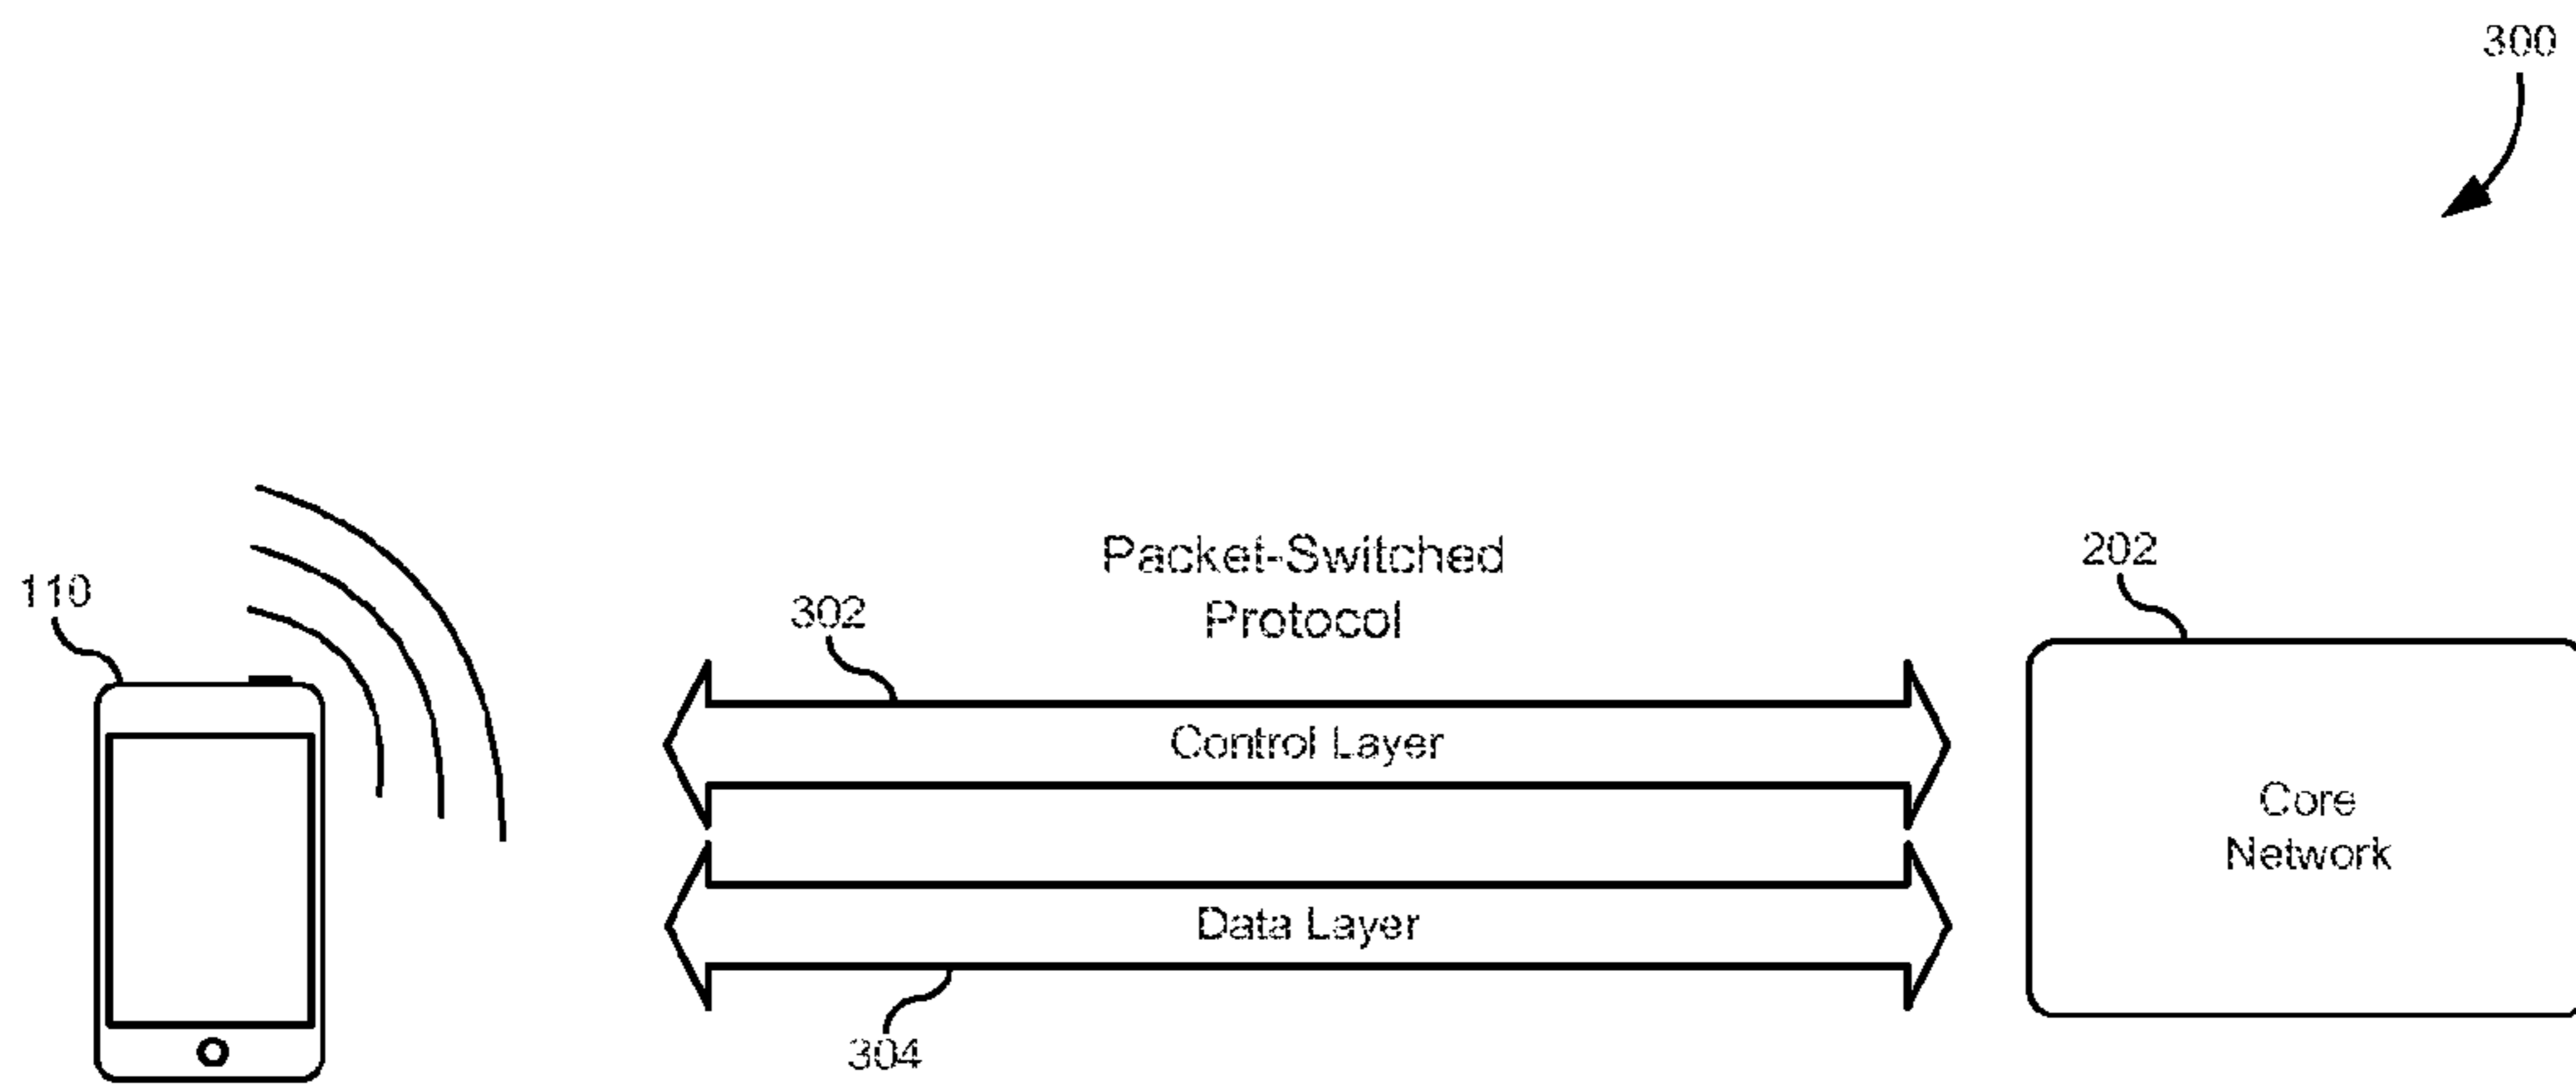 300
Packet-Switched
Protocol
202
110
302
Control Layer
Core
Network
Data Layer
304